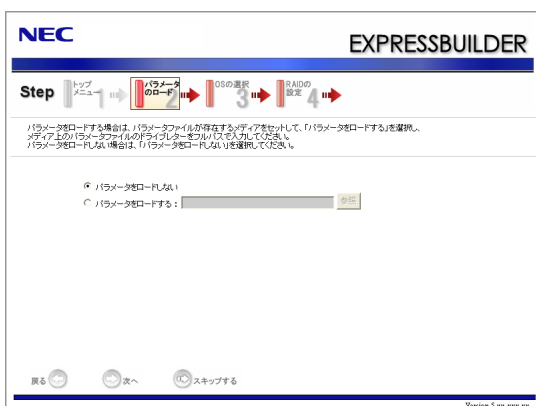 NEC
EXPRESSBUILDER
Step トップメニュー 1 パラメータのロード 2 OSの選択 3 RAIDの設定 4
パラメータをロードする場合は、パラメータファイルが存在するメディアをセットして、「パラメータをロードする」を選択し、
メディア上のパラメータファイルのドライブレターをフルパスで入力してください。
パラメータをロードしない場合は、「パラメータをロードしない」を選択してください。
パラメータをロードしない
パラメータをロードする：
参照
戻る 次へ スキップする